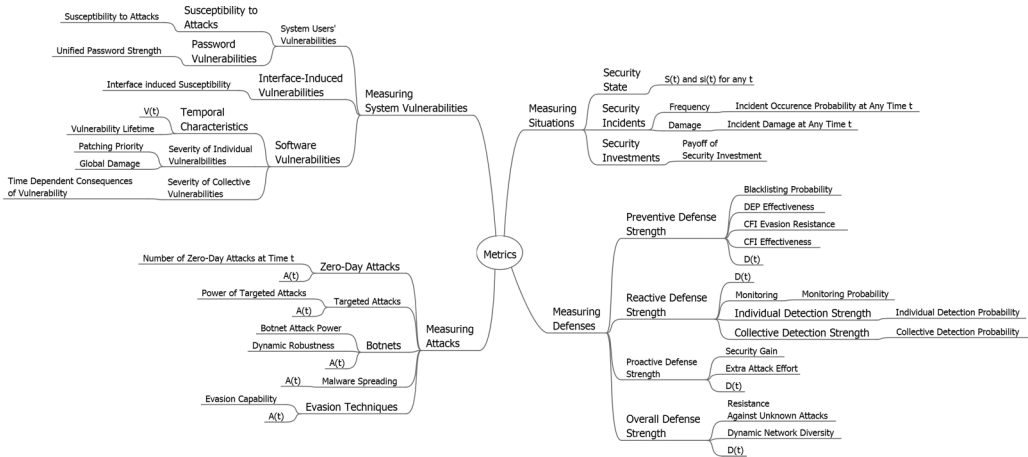 Metrics
Measuring
System Vulnerabilities
System Users'
Vulnerabilities
Susceptibility to
Attacks
Susceptibility to Attacks
Password
Vulnerabilities
Unified Password Strength
Interface-Induced
Vulnerabilities
Interface induced Susceptibility
Software
Vulnerabilities
Temporal
Characteristics
V(t)
Vulnerability Lifetime
Severity of Individual
Vulneralbilities
Patching Priority
Global Damage
Severity of Collective
Vulnerabilities
Time Dependent Consequences
of Vulnerability
Measuring
Attacks
Zero-Day Attacks
Number of Zero-Day Attacks at Time t
A(t)
Targeted Attacks
Power of Targeted Attacks
A(t)
Botnets
Botnet Attack Power
Dynamic Robustness
A(t)
Malware Spreading
A(t)
Evasion Techniques
Evasion Capability
A(t)
Measuring
Situations
Security
State
S(t) and si(t) for any t
Security
Incidents
Frequency
Incident Occurence Probability at Any Time t
Damage
Incident Damage at Any Time t
Security
Investments
Payoff of
Security Investment
Measuring
Defenses
Preventive Defense
Strength
Blacklisting Probability
DEP Effectiveness
CFI Evasion Resistance
CFI Effectiveness
D(t)
Reactive Defense
Strength
D(t)
Monitoring
Monitoring Probability
Individual Detection Strength
Individual Detection Probability
Collective Detection Strength
Collective Detection Probability
Proactive Defense
Strength
Security Gain
Extra Attack Effort
D(t)
Overall Defense
Strength
Resistance
Against Unknown Attacks
Dynamic Network Diversity
D(t)